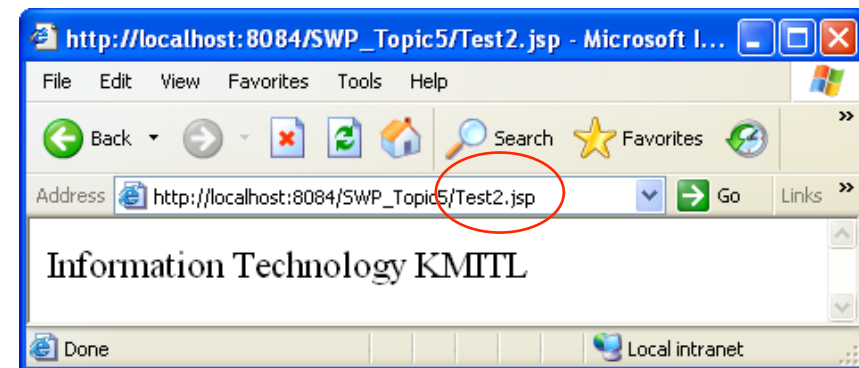 http://localhost:8084/SWP_Topic5/Test2.jsp - Microsoft I...
File Edit View Favorites Tools Help
Back Search Favorites »
Address http://localhost:8084/SWP_Topic5/Test2.jsp Go Links »
Information Technology KMITL
Done Local intranet